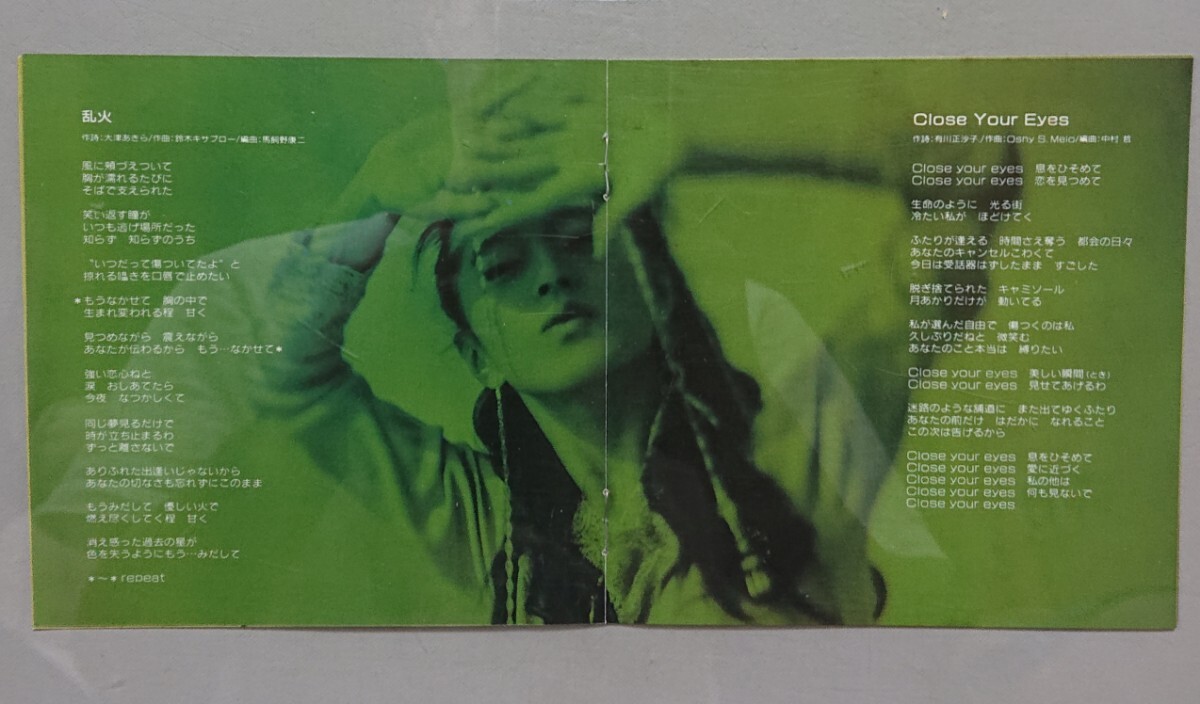 乱火
作詩:大津あきら/作曲:鈴木キサブロー/編曲:馬飼野康二
風に頬づえついて
胸が濡れるたびに
そばで支えられた
笑い返す瞳が
いつも逃げ場所だった
知らず 知らずのうち
"いつだって傷ついてたよ"と
掠れる囁きを口唇で止めたい
*もうなかせて 胸の中で
生まれ変われる程 甘く
見つめながら 震えながら
あなたが伝わるから もう…なかせて*
強い恋心ねと
涙 おしあてたら
今夜 なつかしくて
同じ夢見るだけで
時が立ち止まるわ
ずっと離さないで
ありふれた出逢いじゃないから
あなたの切なさも忘れずにこのまま
もうみだして 優しい火で
燃え尽くしてく程 甘く
消え惑った過去の星が
色を失うようにもう…みだして
*~* repeat
Close Your Eyes
作詩:有川正沙子/作曲:Osny S. Melo/編曲:中村 哲
Close your eyes 息をひそめて
Close your eyes 恋を見つめて
生命のように 光る街
冷たい私が ほどけてく
ふたりが逢える 時間さえ奪う 都会の日々
あなたのキャンセルこわくて
今日は受話器はずしたまま すごした
脱ぎ捨てられた キャミソール
月あかりだけが 動いてる
私が選んだ自由で 傷つくのは私
久しぶりだねと 微笑む
あなたのこと本当は 縛りたい
Close your eyes 美しい瞬間(とき)
Close your eyes 見せてあげるわ
迷路のような舗道に また出てゆくふたり
あなたの前だけ はだかに なれること
この次は告げるから
Close your eyes 息をひそめて
Close your eyes 愛に近づく
Close your eyes 私の他は
Close your eyes 何も見ないで
Close your eyes